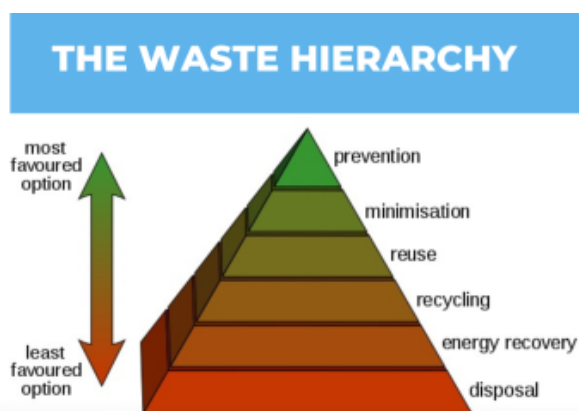 THE WASTE HIERARCHY
most
favoured
option
prevention
minimisation
reuse
recycling
energy recovery
least
favoured
option
disposal